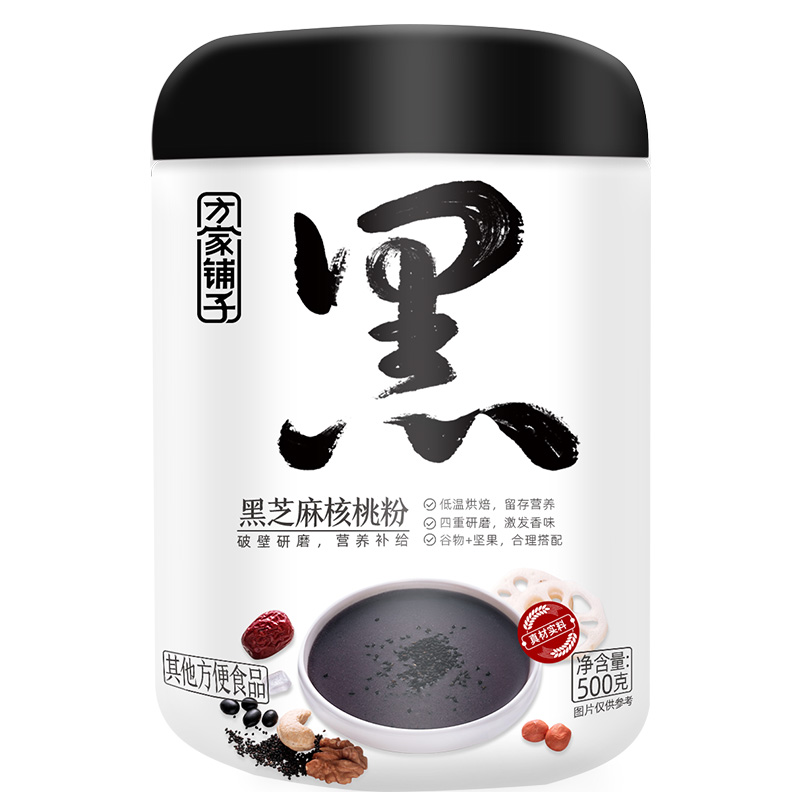 方家铺子
黑
黑芝麻核桃粉
破壁研磨，营养补给
低温烘焙，留存营养
四重研磨，激发香味
谷物+坚果，合理搭配
真材实料
其他方便食品
净含量:
500克
图片仅供参考